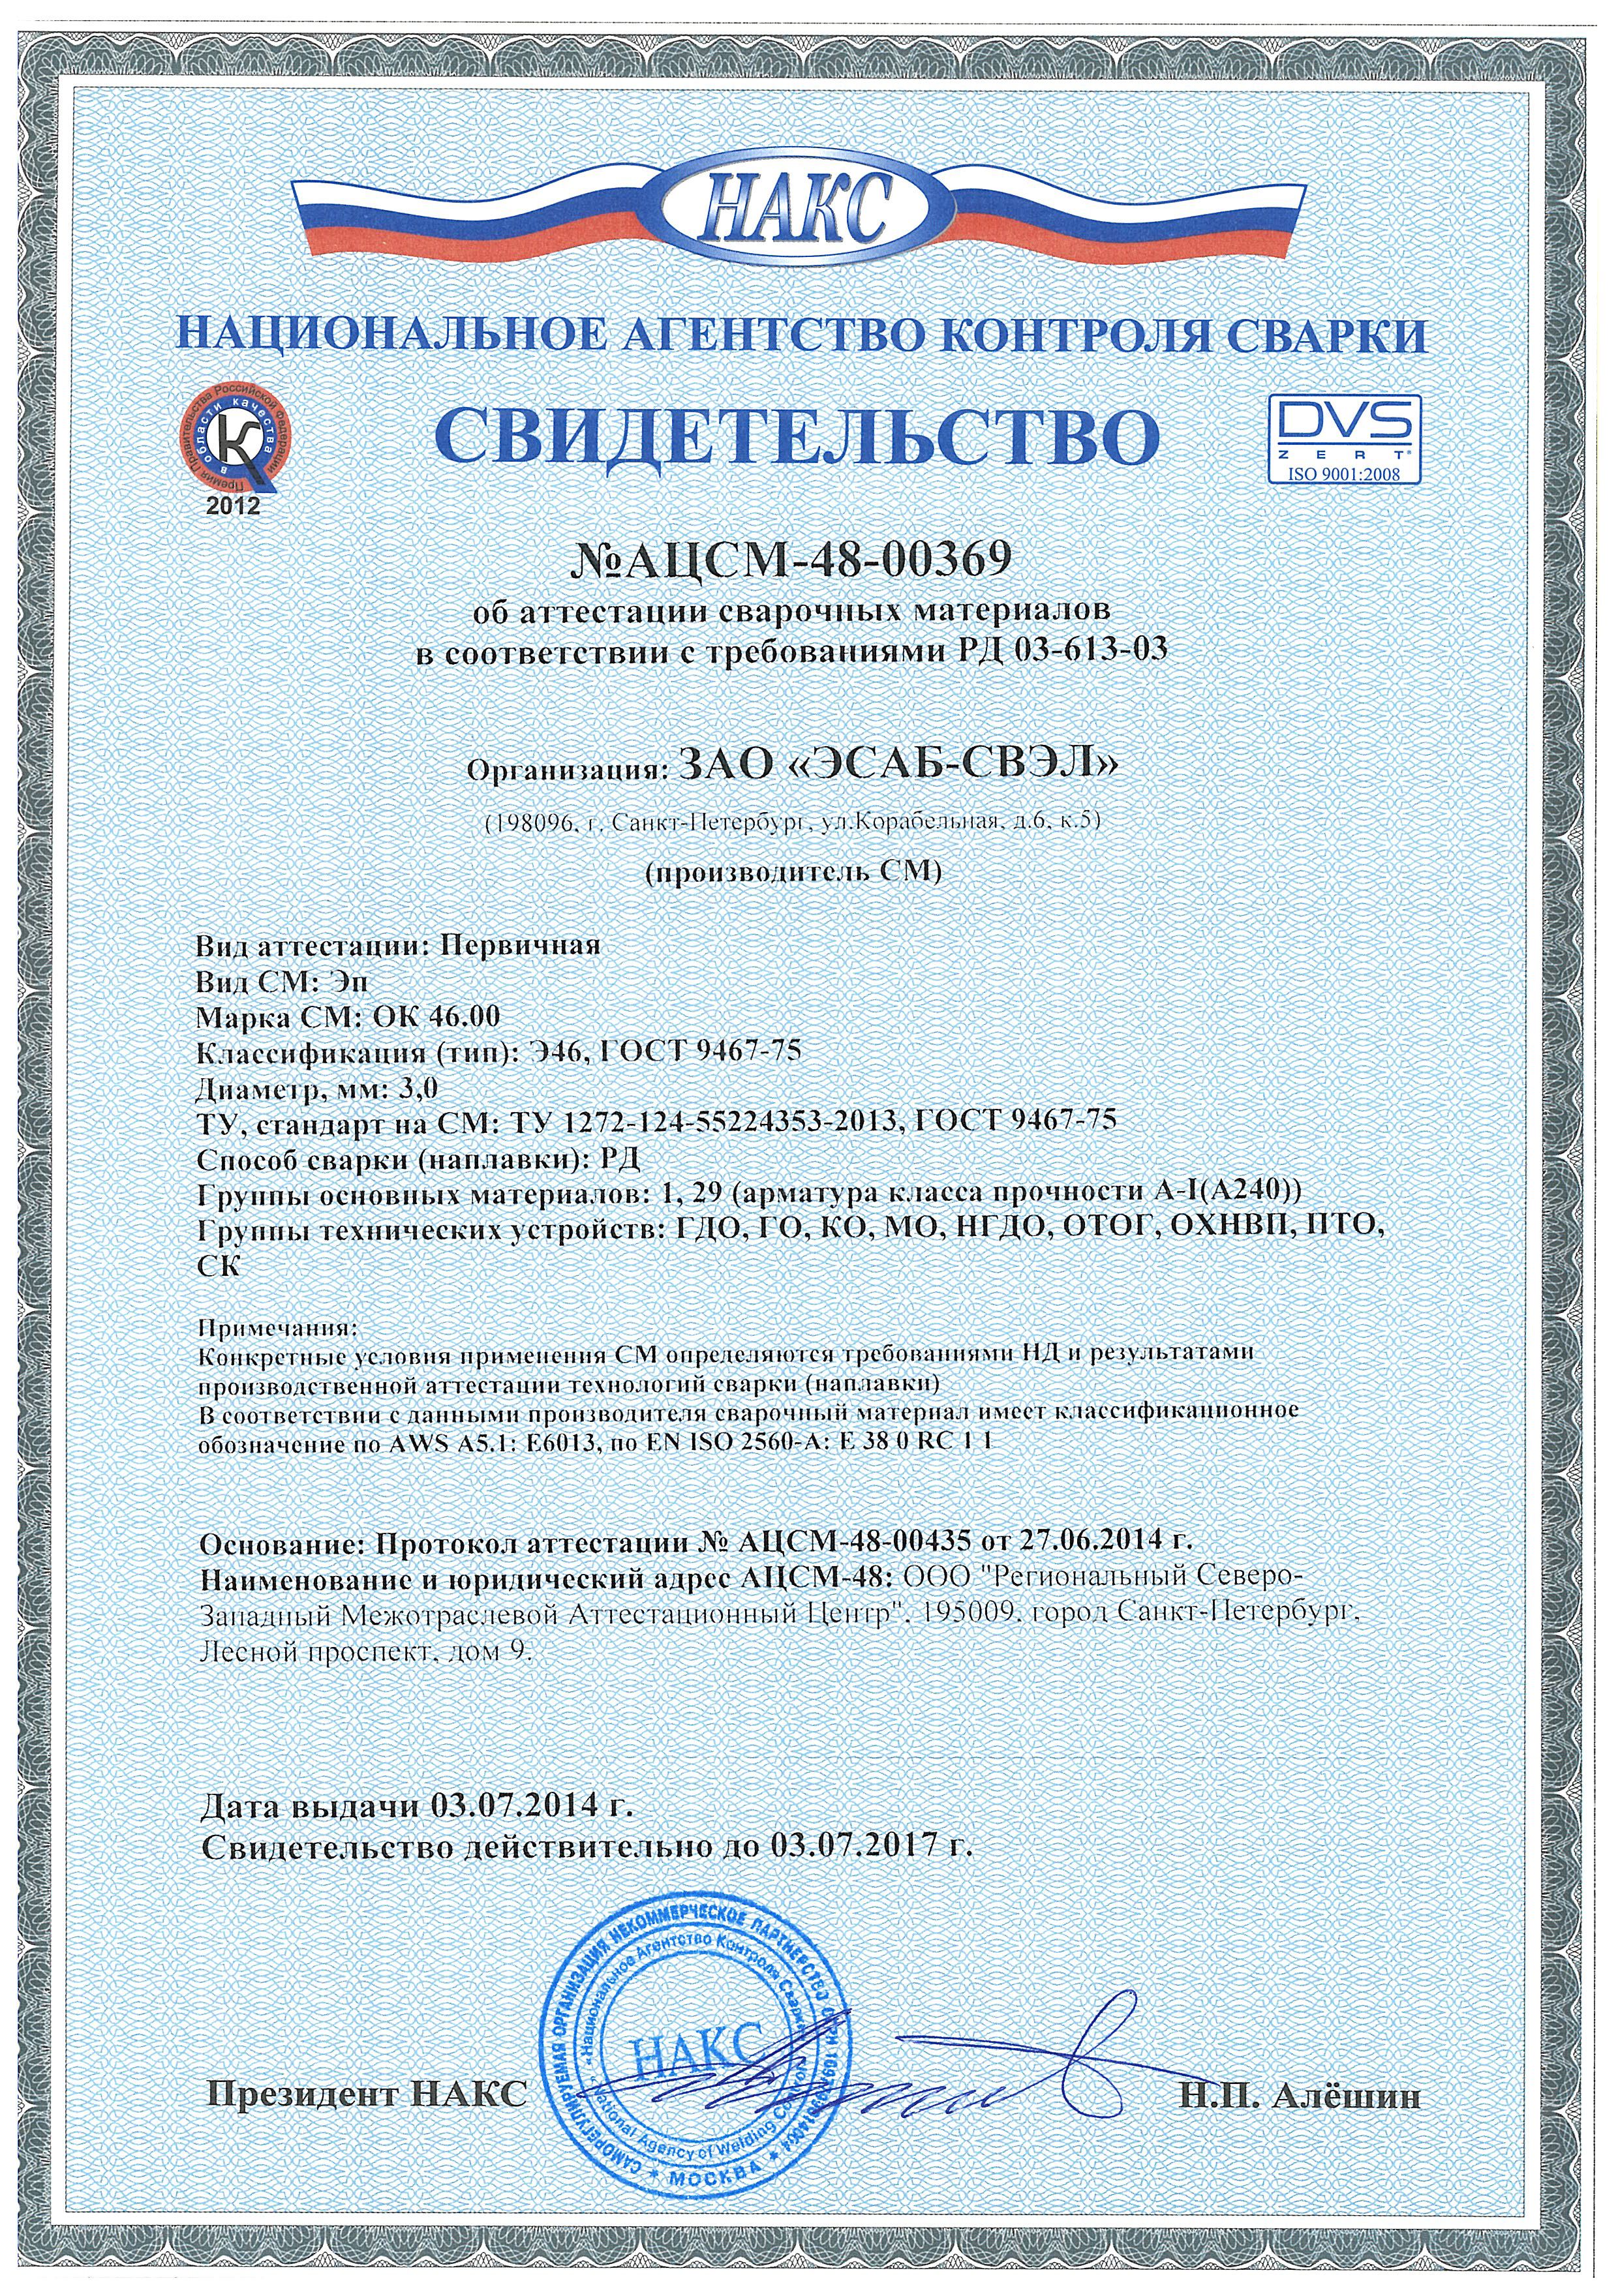 НАКС
НАЦИОНАЛЬНОЕ АГЕНТСТВО КОНТРОЛЯ СВАРКИ
Премия Правительства Российской Федерации
в области качества
2012
СВИДЕТЕЛЬСТВО
DVS
ZERT®
ISO 9001:2008
№АЦСМ-48-00369
об аттестации сварочных материалов
в соответствии с требованиями РД 03-613-03
Организация: ЗАО «ЭСАБ-СВЭЛ»
(198096, г. Санкт-Петербург, ул.Корабельная, д.6, к.5)
(производитель СМ)
Вид аттестации: Первичная
Вид СМ: Эп
Марка СМ: ОК 46.00
Классификация (тип): Э46, ГОСТ 9467-75
Диаметр, мм: 3,0
ТУ, стандарт на СМ: ТУ 1272-124-55224353-2013, ГОСТ 9467-75
Способ сварки (наплавки): РД
Группы основных материалов: 1, 29 (арматура класса прочности А-I(А240))
Группы технических устройств: ГДО, ГО, КО, МО, НГДО, ОТОГ, ОХНВП, ПТО,
СК
Примечания:
Конкретные условия применения СМ определяются требованиями НД и результатами
производственной аттестации технологий сварки (наплавки)
В соответствии с данными производителя сварочный материал имеет классификационное
обозначение по AWS A5.1: E6013, по EN ISO 2560-A: E 38 0 RC 1 1
Основание: Протокол аттестации № АЦСМ-48-00435 от 27.06.2014 г.
Наименование и юридический адрес АЦСМ-48: ООО "Региональный Северо-
Западный Межотраслевой Аттестационный Центр", 195009, город Санкт-Петербург,
Лесной проспект, дом 9.
Дата выдачи 03.07.2014 г.
Свидетельство действительно до 03.07.2017 г.
САМОРЕГУЛИРУЕМАЯ ОРГАНИЗАЦИЯ НЕКОММЕРЧЕСКОЕ ПАРТНЕРСТВО
«Национальное Агентство Контроля Сварки»
НАКС
National Agency of Welding Control
* МОСКВА *
Президент НАКС
Н.П. Алёшин